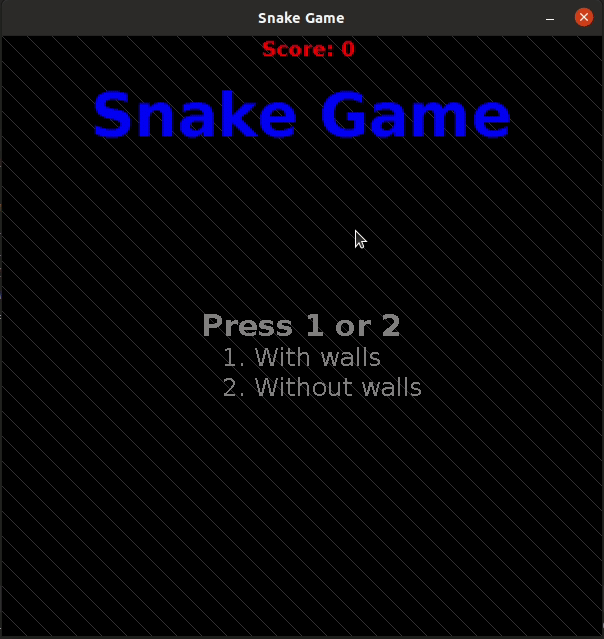 Snake Game
Score: 0
Snake Game
Press 1 or 2
1. With walls
2. Without walls